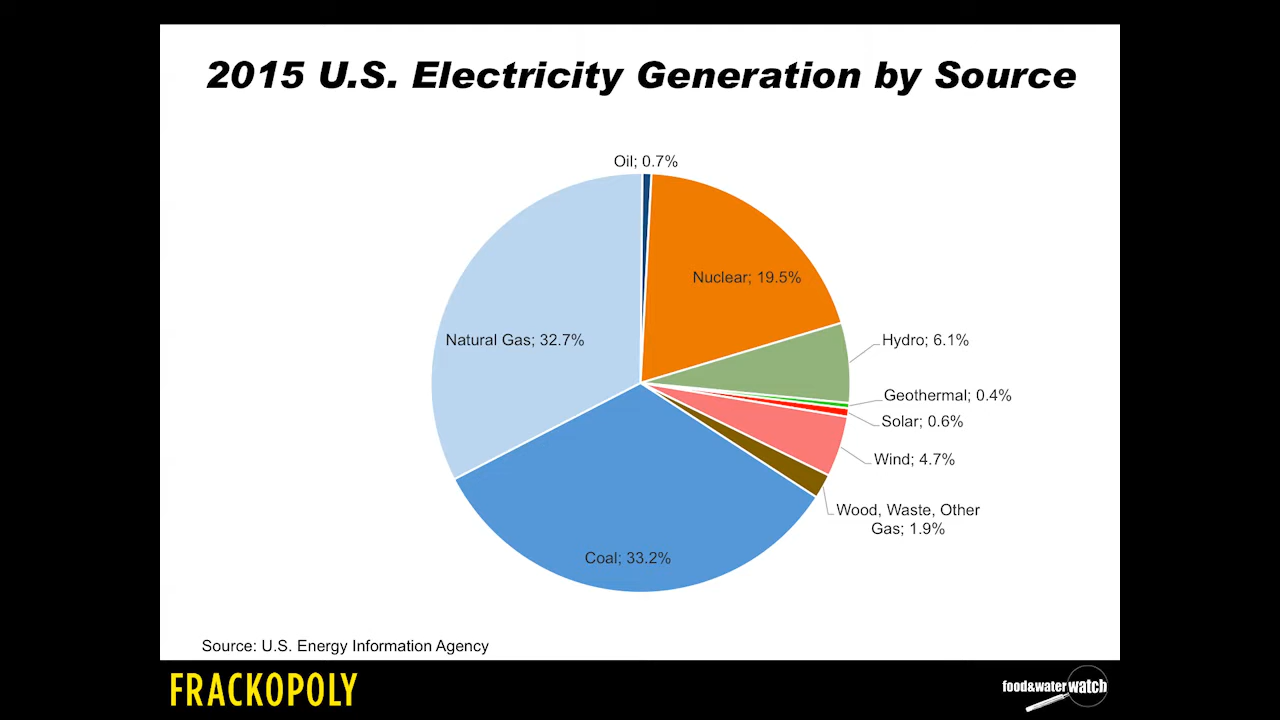 2015 U.S. Electricity Generation by Source
Oil; 0.7%
Nuclear; 19.5%
Natural Gas; 32.7%
Hydro; 6.1%
Geothermal; 0.4%
Solar; 0.6%
Wind; 4.7%
Wood, Waste, Other
Gas; 1.9%
Coal; 33.2%
Source: U.S. Energy Information Agency
FRACKOPOLY
food&waterwatch